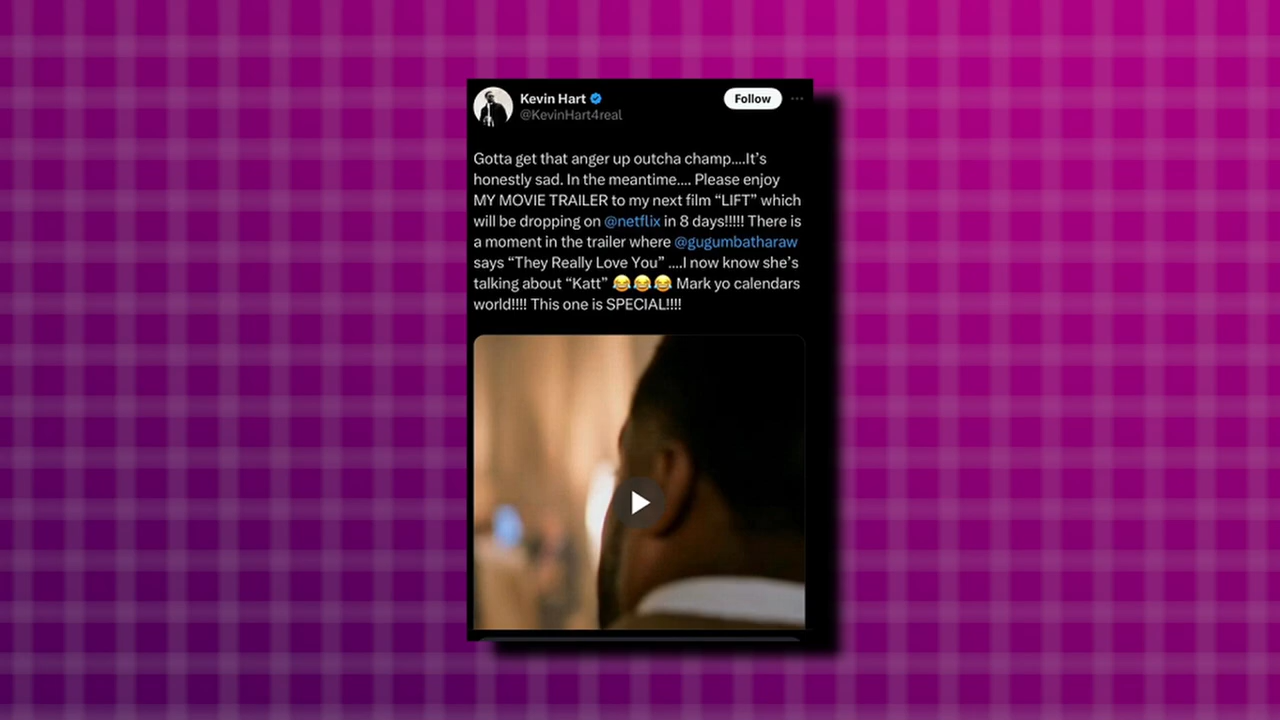 Kevin Hart
Follow
@KevinHart4real
Gotta get that anger up outcha champ....It's
honestly sad. In the meantime.... Please enjoy
MY MOVIE TRAILER to my next film “LIFT” which
will be dropping on @netflix in 8 days!!!!! There is
a moment in the trailer where @gugumbatharaw
says “They Really Love You” ....I now know she's
talking about “Katt” 😂😂😂 Mark yo calendars
world!!!! This one is SPECIAL!!!!